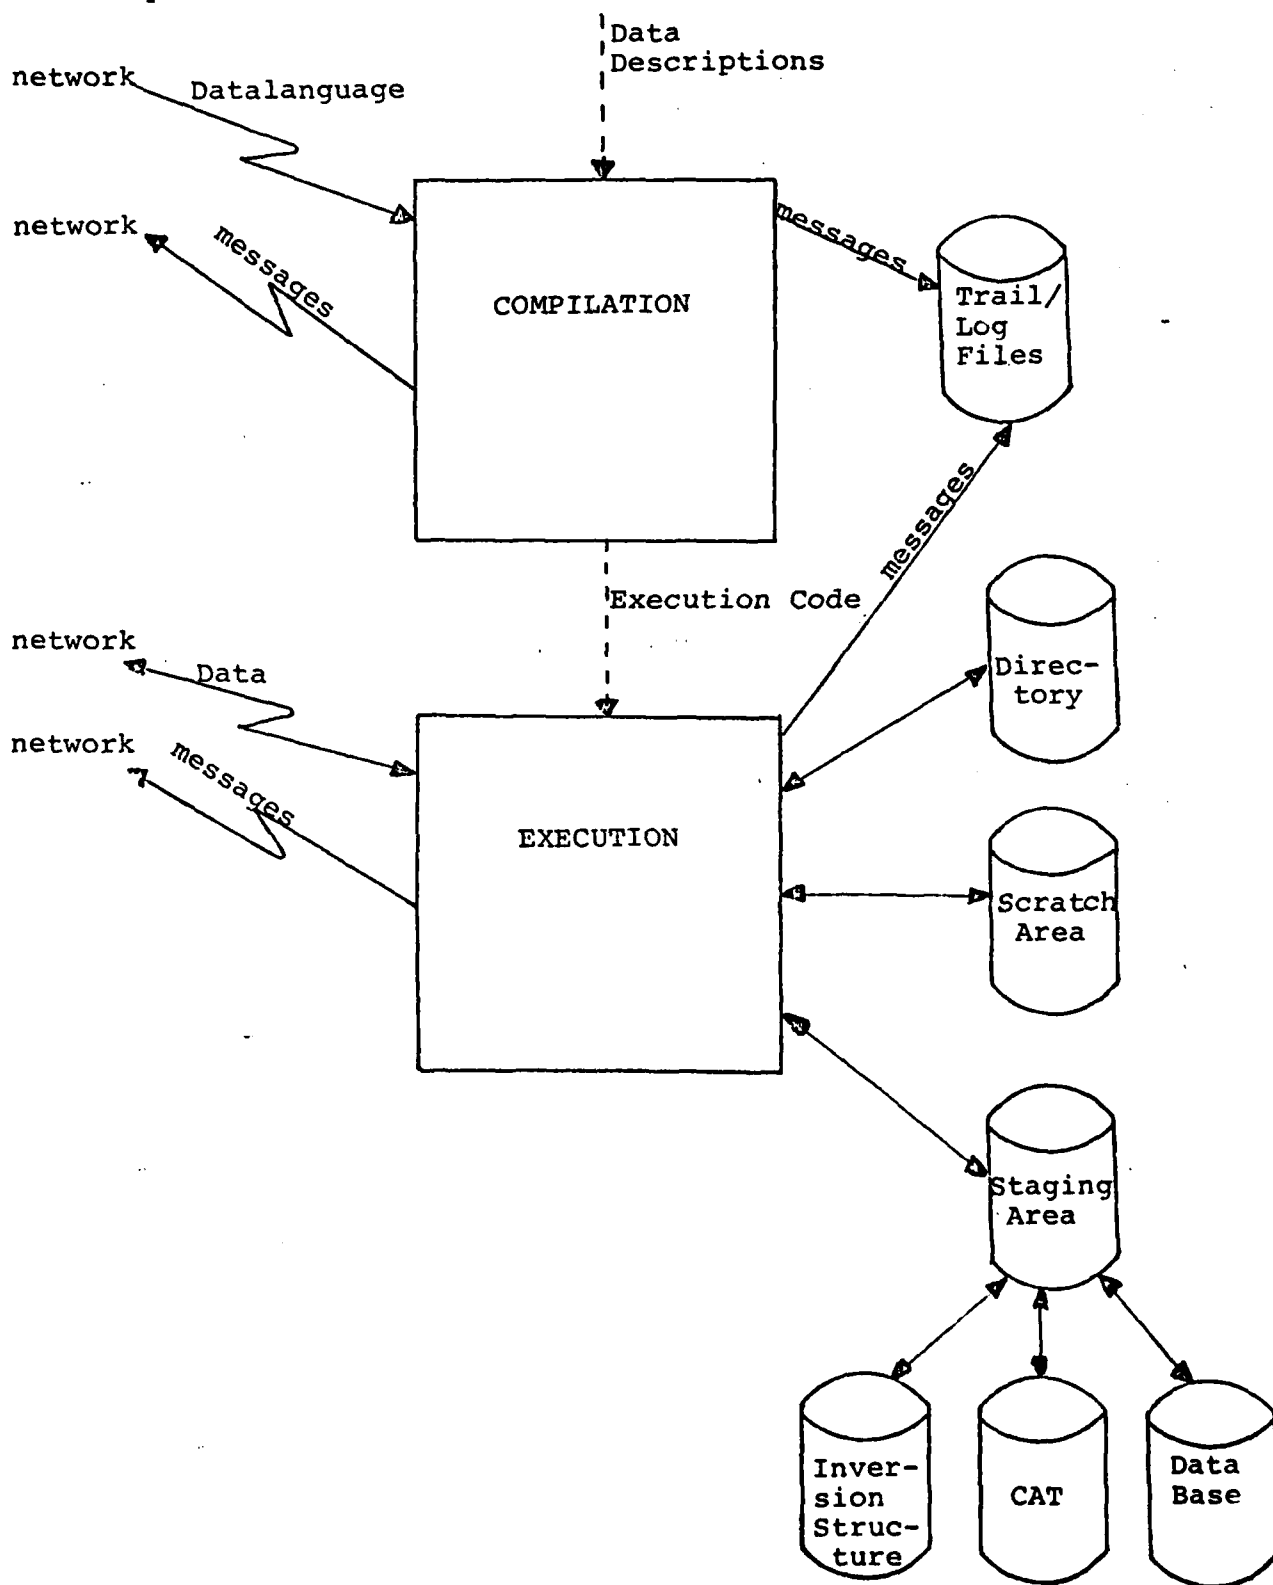 Data
Descriptions
network
Datalanguage
network
messages
messages
COMPILATION
Trail/
Log
Files
messages
Execution Code
network
Data
Direc-
tory
network
messages
EXECUTION
Scratch
Area
Staging
Area
Inver-
sion
Struc-
ture
CAT
Data
Base